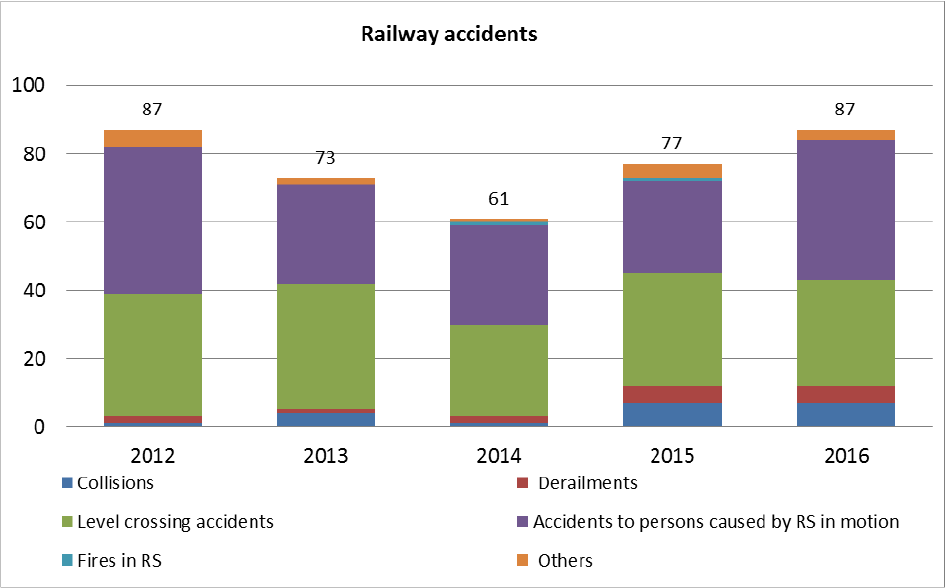 Railway accidents
100
80
60
40
20
0
87
73
61
77
87
2012 2013 2014 2015 2016
Collisions Derailments
Level crossing accidents Accidents to persons caused by RS in motion
Fires in RS Others